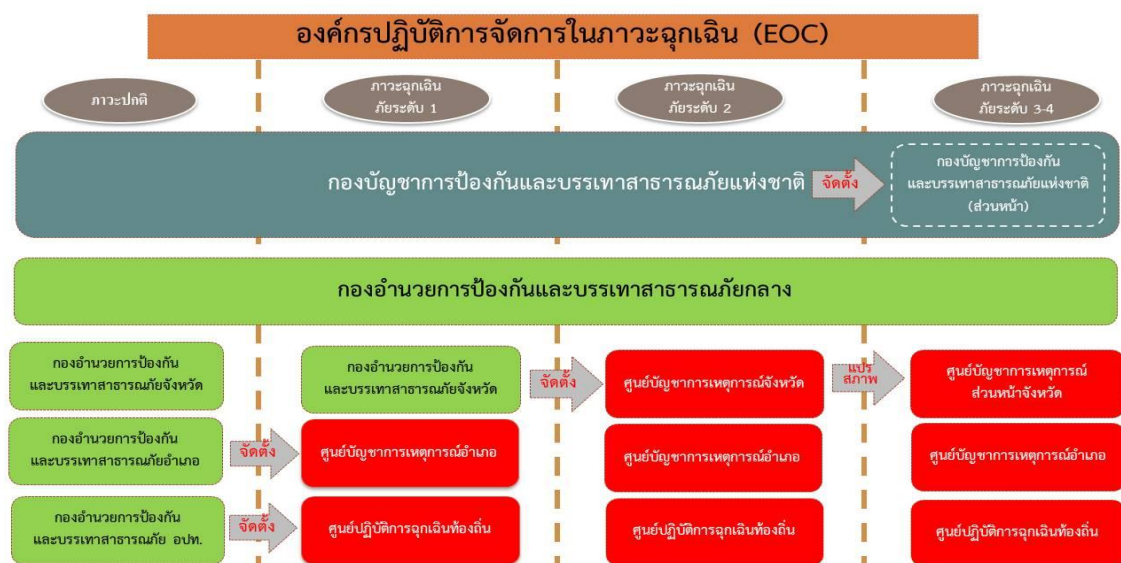 องค์กรปฏิบัติการจัดการในภาวะฉุกเฉิน (EOC)
ภาวะปกติ
ภาวะฉุกเฉิน
ภัยระดับ 1
ภาวะฉุกเฉิน
ภัยระดับ 2
ภาวะฉุกเฉิน
ภัยระดับ 3-4
กองบัญชาการป้องกันและบรรเทาสาธารณภัยแห่งชาติ
จัดตั้ง
กองบัญชาการป้องกัน
และบรรเทาสาธารณภัยแห่งชาติ
(ส่วนหน้า)
กองอำนวยการป้องกันและบรรเทาสาธารณภัยกลาง
กองอำนวยการป้องกัน
และบรรเทาสาธารณภัยจังหวัด
กองอำนวยการป้องกัน
และบรรเทาสาธารณภัยจังหวัด
จัดตั้ง
ศูนย์บัญชาการเหตุการณ์จังหวัด
แปร
สภาพ
ศูนย์บัญชาการเหตุการณ์
ส่วนหน้าจังหวัด
กองอำนวยการป้องกัน
และบรรเทาสาธารณภัยอำเภอ
จัดตั้ง
ศูนย์บัญชาการเหตุการณ์อำเภอ
ศูนย์บัญชาการเหตุการณ์อำเภอ
ศูนย์บัญชาการเหตุการณ์อำเภอ
กองอำนวยการป้องกัน
และบรรเทาสาธารณภัย อปท.
จัดตั้ง
ศูนย์ปฏิบัติการฉุกเฉินท้องถิ่น
ศูนย์ปฏิบัติการฉุกเฉินท้องถิ่น
ศูนย์ปฏิบัติการฉุกเฉินท้องถิ่น